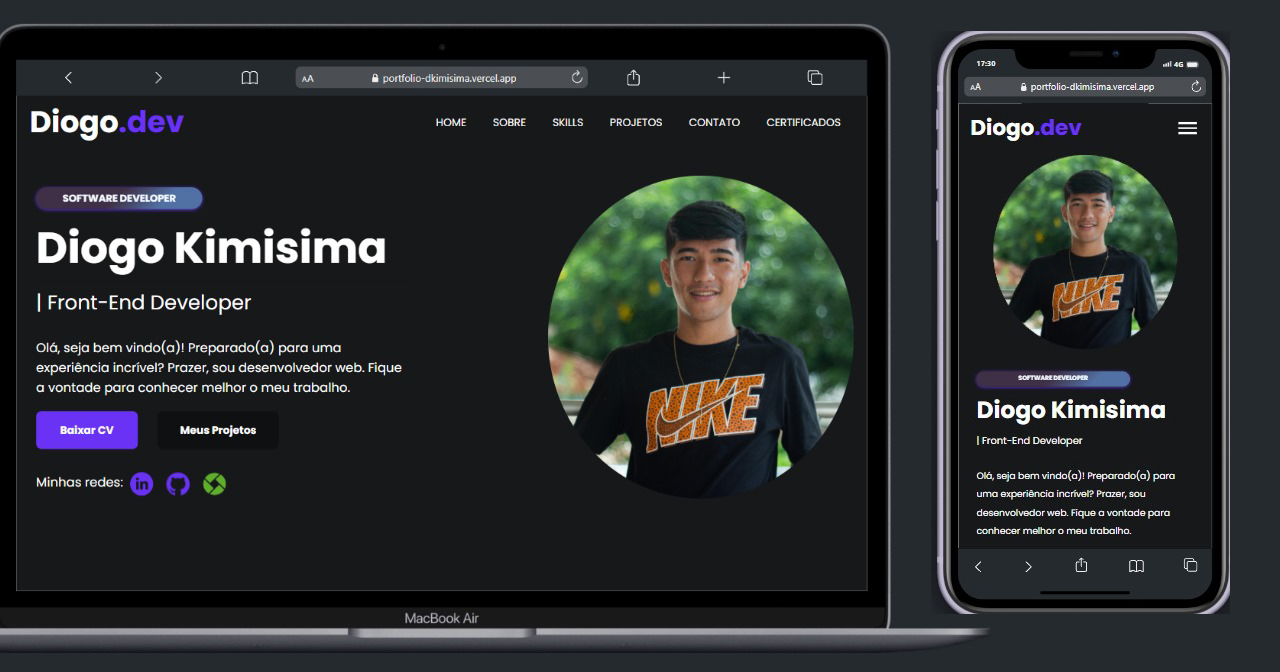 AA portfolio-dkimisima.vercel.app
Diogo.dev
HOME SOBRE SKILLS PROJETOS CONTATO CERTIFICADOS
SOFTWARE DEVELOPER
Diogo Kimisima
| Front-End Developer
Olá, seja bem vindo(a)! Preparado(a) para uma
experiência incrível? Prazer, sou desenvolvedor web. Fique
a vontade para conhecer melhor o meu trabalho.
Baixar CV Meus Projetos
Minhas redes: in
NIKE
MacBook Air
17:30 4G
AA portfolio-dkimisima.vercel.app
Diogo.dev
NIKE
SOFTWARE DEVELOPER
Diogo Kimisima
| Front-End Developer
Olá, seja bem vindo(a)! Preparado(a) para
uma experiência incrível? Prazer, sou
desenvolvedor web. Fique a vontade para
conhecer melhor o meu trabalho.